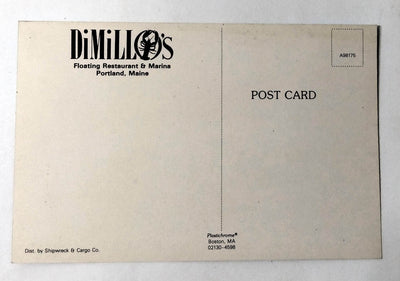 DiMiLLO's
Floating Restaurant & Marina
Portland, Maine
A98175
POST CARD
Plastichrome®
Boston, MA
02130-4598
Dist. by Shipwreck & Cargo Co.